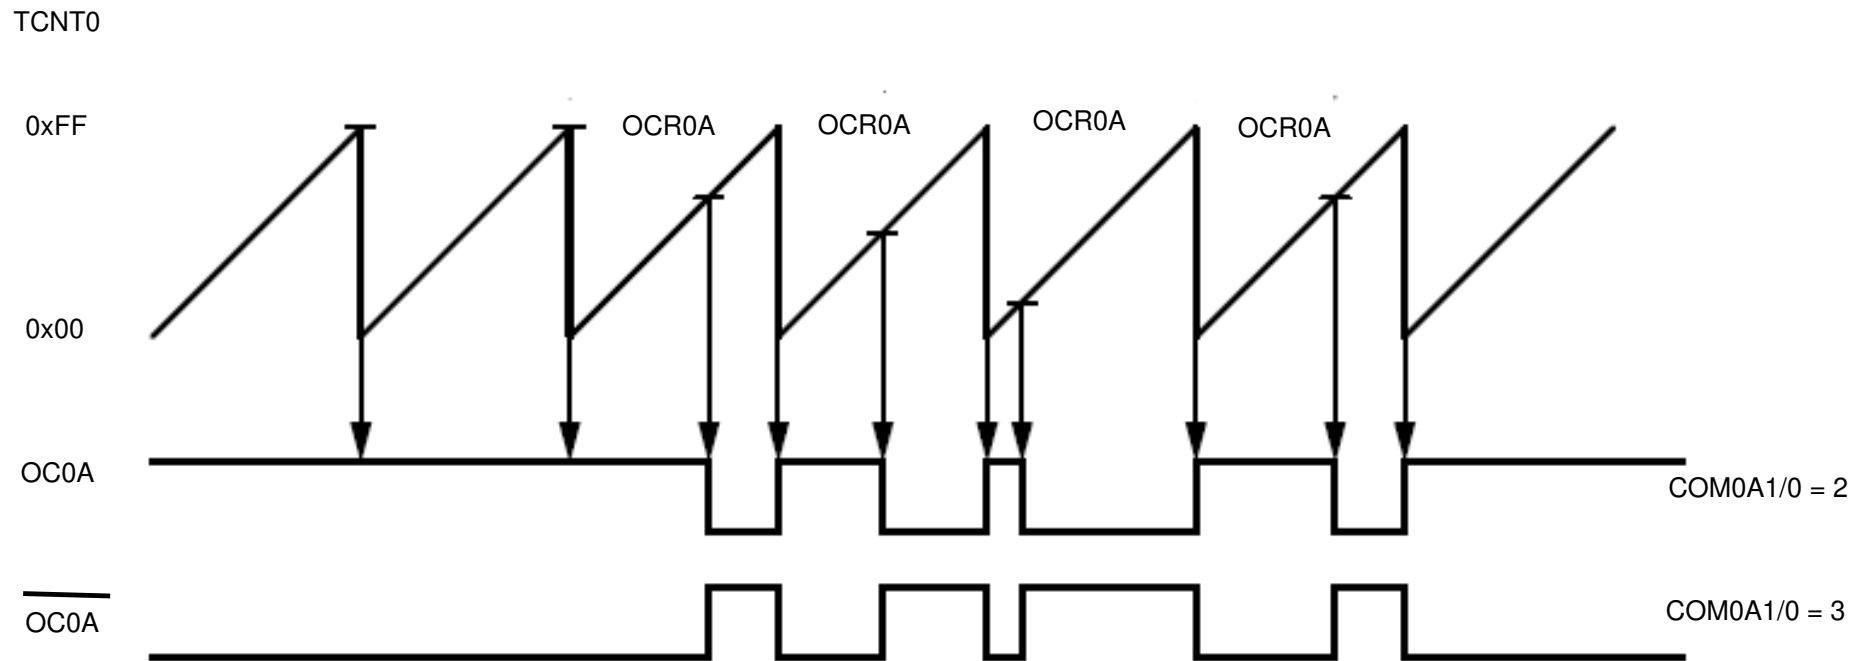 TCNT0
0xFF
OCR0A
OCR0A
OCR0A
OCR0A
0x00
OC0A
COM0A1/0 = 2
OC0A
COM0A1/0 = 3